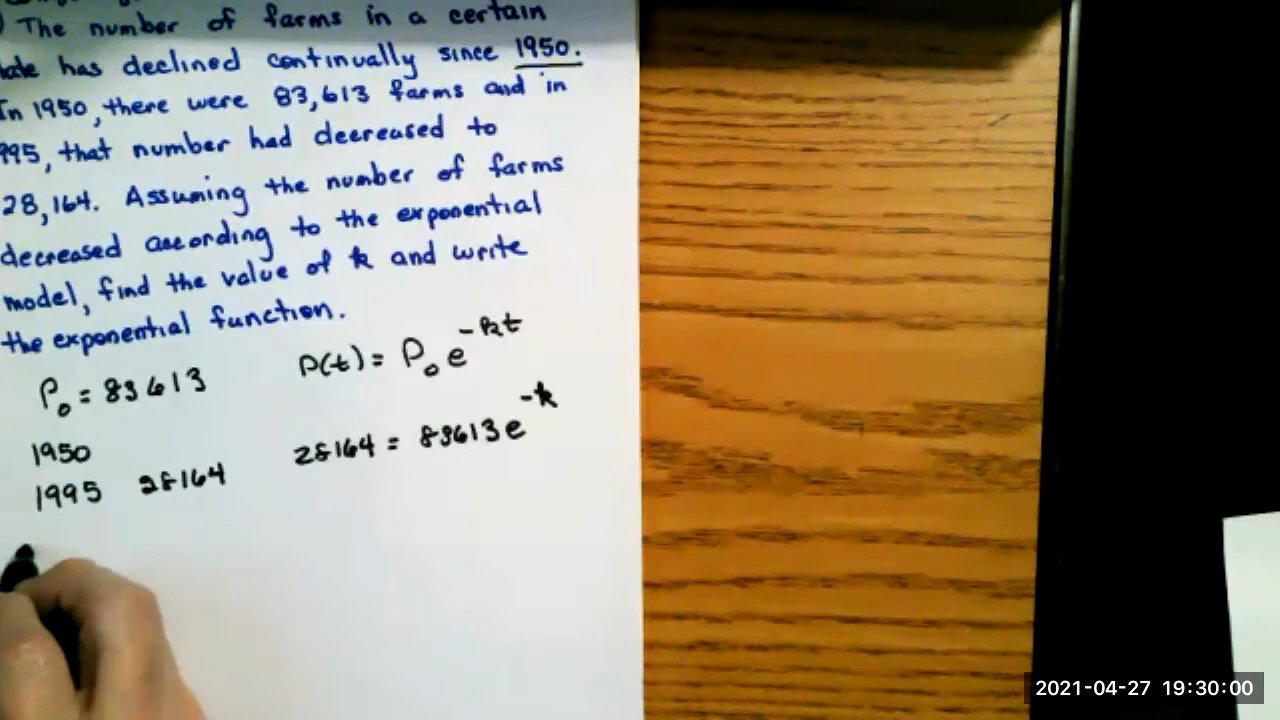 ) The number of farms in a certain
tate has declined continually since 1950.
In 1950, there were 83,613 farms and in
995, that number had decreased to
28,164. Assuming the number of farms
decreased according to the exponential
model, find the value of k and write
the exponential function.
P₀ = 83613
P(t) = P₀e^-kt
1950
28164 = 83613e^-k
1995 28164
2021-04-27 19:30:00